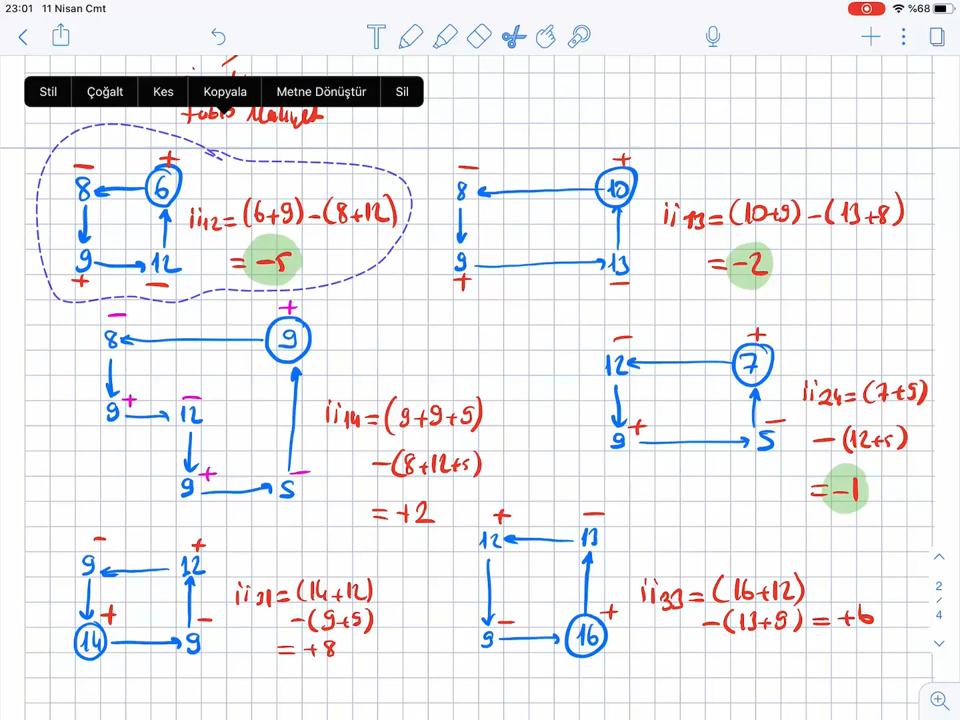 23:01 11 Nisan Cmt %68
Stil Çoğalt Kes Kopyala Metne Dönüştür Sil
Maliyet
− +
8 6
ii12 = (6+9) − (8+12)
= −5
9 12
+ −
− +
8 10
ii13 = (10+9) − (13+8)
= −2
9 13
+ −
− +
8 9
9 + 12 −
9 + 5 −
ii14 = (9+9+9)
−(8+12+5)
= +2
− +
12 7
9 + 5 −
ii24 = (7+9)
− (12+5)
= −1
− +
9 12
14 + 9 −
ii31 = (14+12)
−(9+9)
= +8
+ −
12 13
9 − 16 +
ii33 = (16+12)
−(13+9) = +6
2
/
4